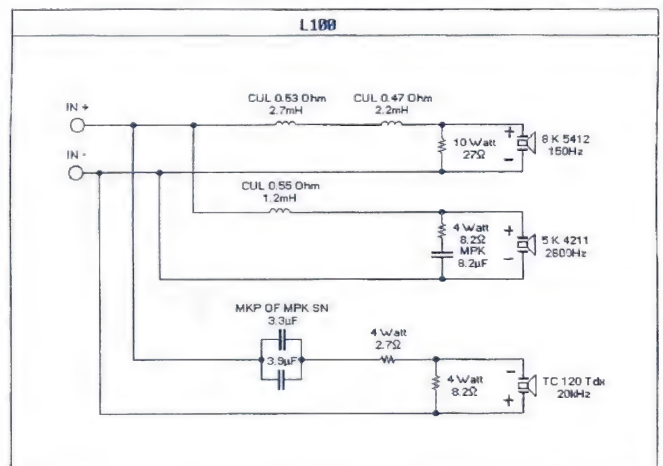 L100
IN +
IN -
CUL 0.53 Ohm
2.7mH
CUL 0.47 Ohm
2.2mH
10 Watt
27Ω
+
-
8 K 5412
150Hz
CUL 0.55 Ohm
1.2mH
4 Watt
8.2Ω
MPK
8.2µF
+
-
5 K 4211
2800Hz
MKP OF MPK SN
3.3uF
3.9µF
4 Watt
2.7Ω
4 Watt
8.2Ω
-
+
TC 120 Tdx
20kHz